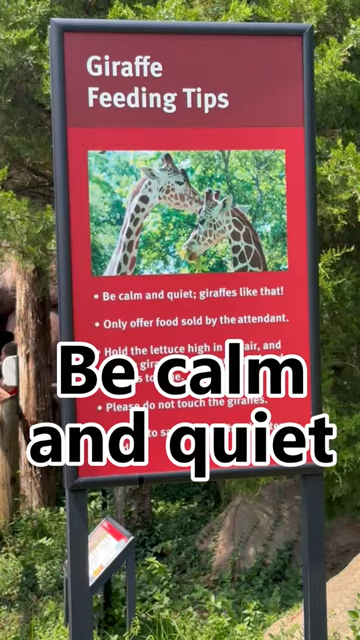 Giraffe
Feeding Tips
• Be calm and quiet; giraffes like that!
• Only offer food sold by the attendant.
Hold the lettuce high in air, and
Be calm
• Please do not touch the giraffes.
and quiet